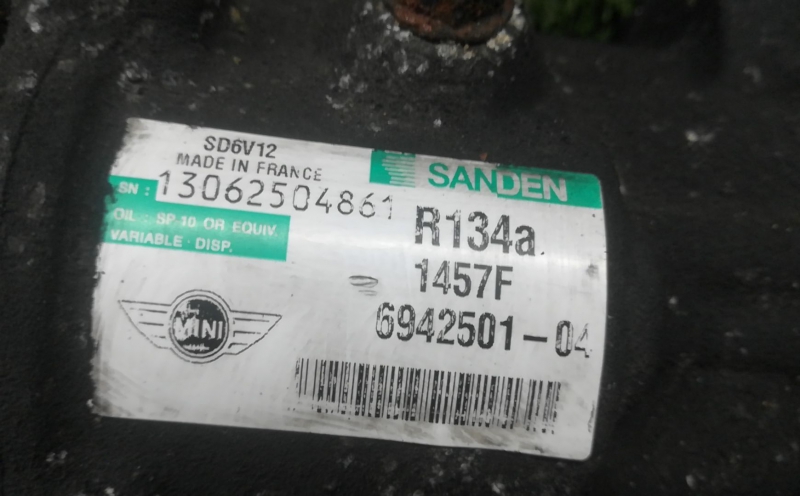 SD6V12
MADE IN FRANCE
SANDEN
SN : 13062504861
OIL : SP-10 OR EQUIV.
VARIABLE DISP.
R134a
1457F
6942501-04
MINI